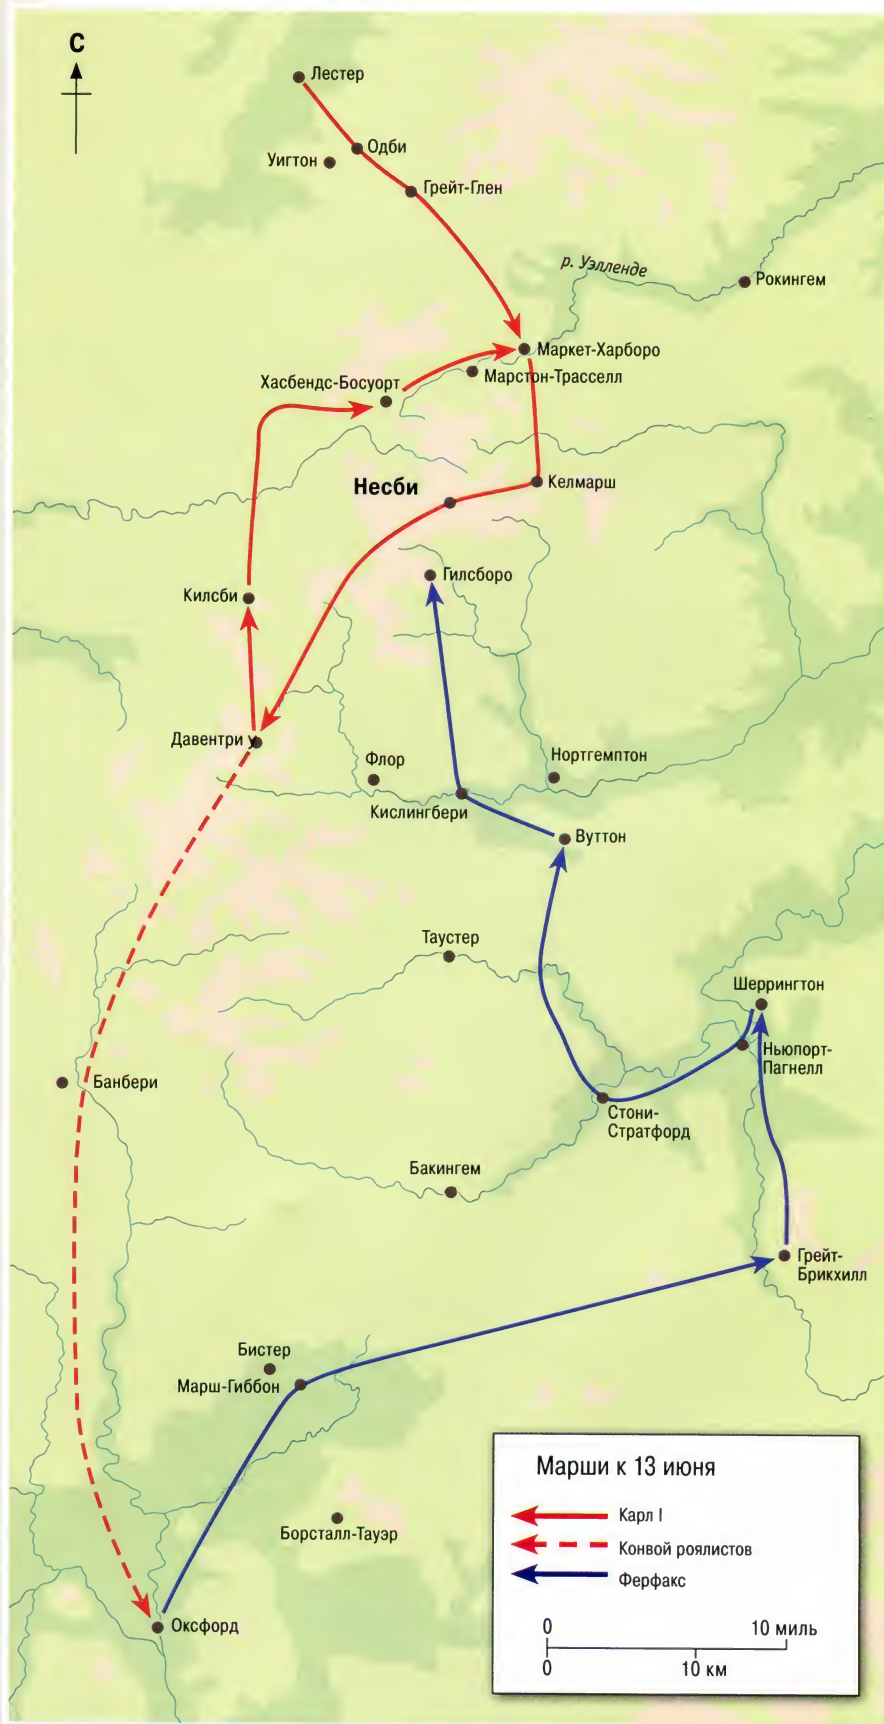 С
Лестер
Одби
Уигтон
Грейт-Глен
р. Уэлленде
Рокингем
Маркет-Харборо
Марстон-Трасселл
Хасбендс-Босуорт
Несби
Келмарш
Гилсборо
Килсби
Давентри у
Флор
Нортгемптон
Кислингбери
Вуттон
Таустер
Шеррингтон
Ньюпорт-
Пагнелл
Банбери
Стони-
Стратфорд
Бакингем
Грейт-
Брикхилл
Бистер
Марш-Гиббон
Борсталл-Тауэр
Оксфорд
Марши к 13 июня
Карл I
Конвой роялистов
Ферфакс
0 10 миль
0 10 км